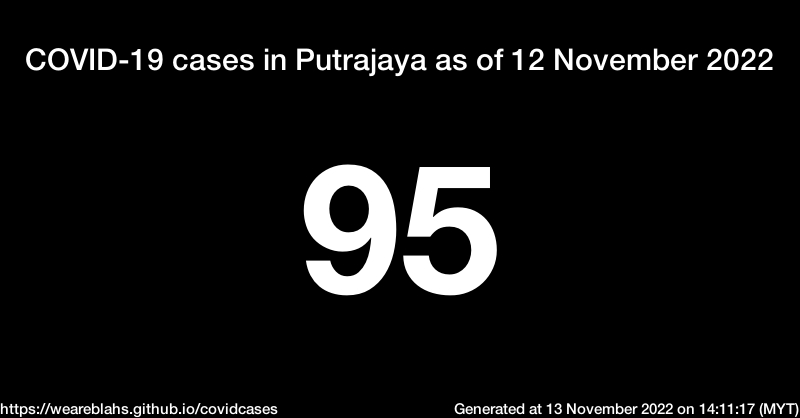 COVID-19 cases in Putrajaya as of 12 November 2022
95
https://weareblahs.github.io/covidcases
Generated at 13 November 2022 on 14:11:17 (MYT)